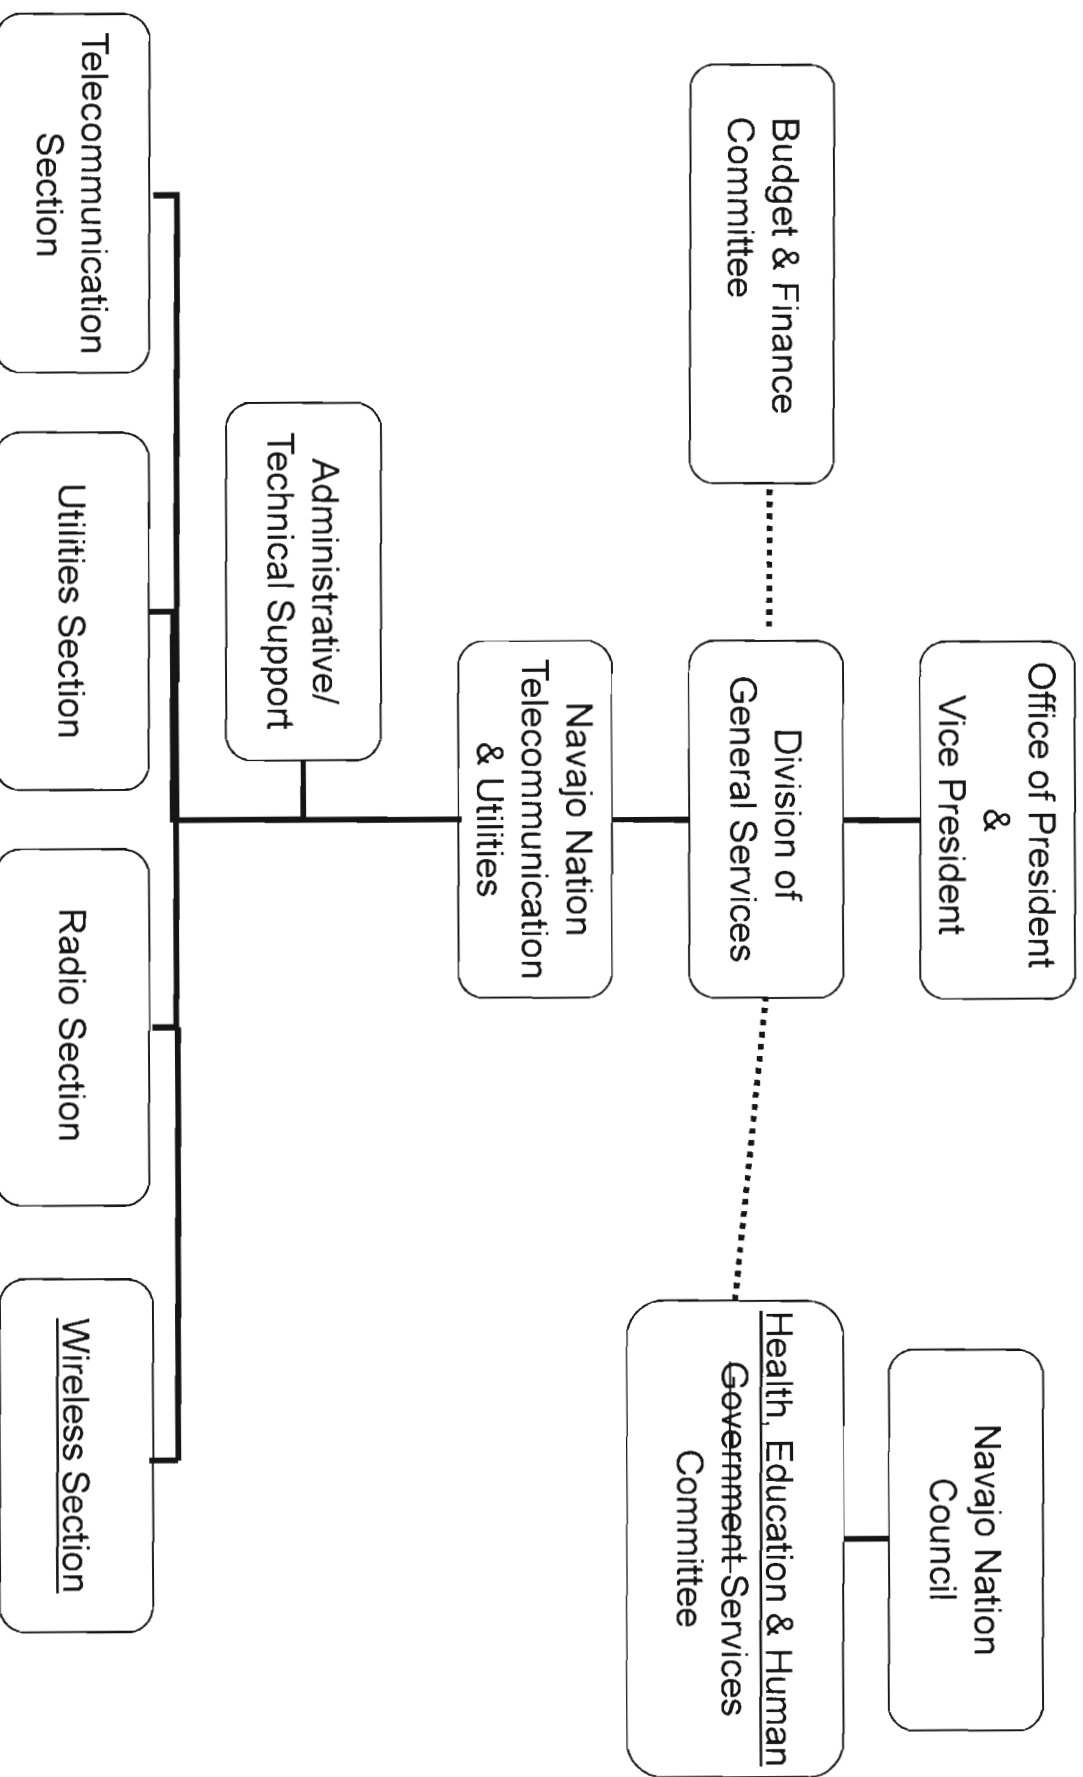 Office of President
&
Vice President
Navajo Nation
Council
Budget & Finance
Committee
Division of
General Services
Health, Education & Human
Government Services
Committee
Navajo Nation
Telecommunication
& Utilities
Administrative/
Technical Support
Telecommunication
Section
Utilities Section
Radio Section
Wireless Section